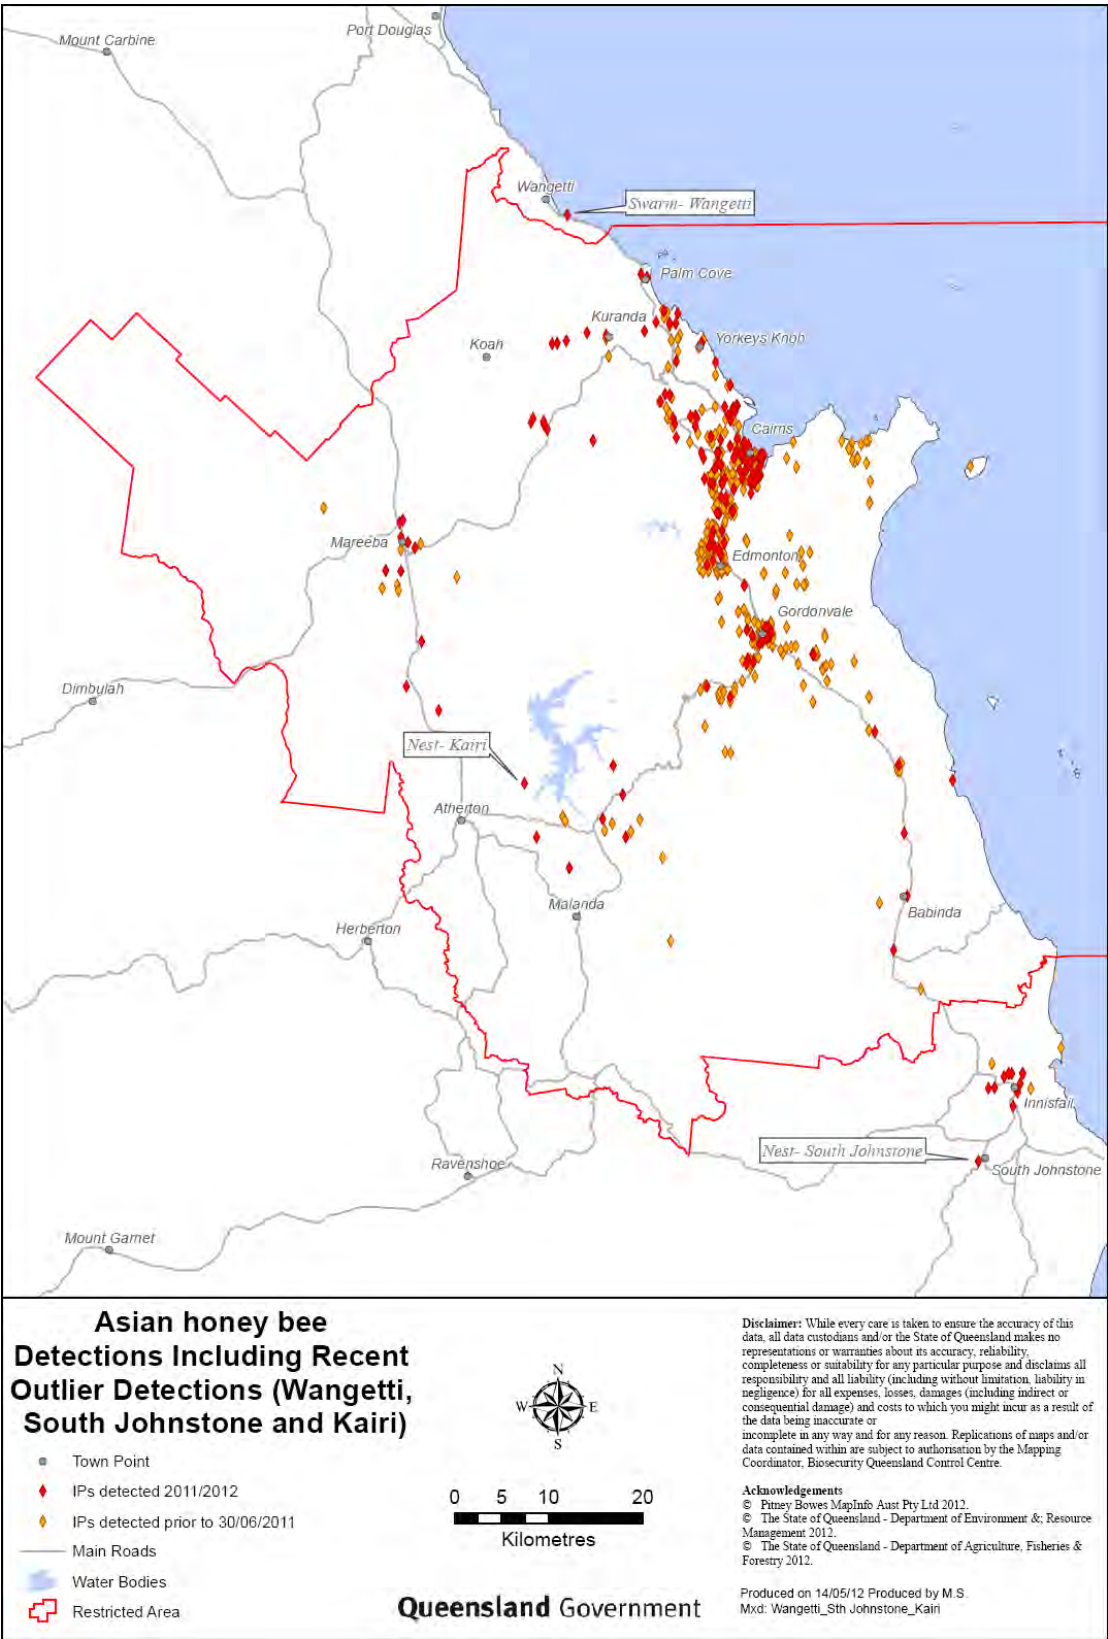 Mount Carbine
Port Douglas
Wangetti
Swarm- Wangetti
Palm Cove
Kuranda
Koah
Yorkeys Knob
Cairns
Mareeba
Edmonton
Gordonvale
Dimbulah
Nest- Kairi
Atherton
Malanda
Babinda
Herberton
Innisfail
Nest- South Johnstone
Ravenshoe
South Johnstone
Mount Garnet
Asian honey bee
Detections Including Recent
Outlier Detections (Wangetti,
South Johnstone and Kairi)
Town Point
IPs detected 2011/2012
IPs detected prior to 30/06/2011
Main Roads
Water Bodies
Restricted Area
N
W E
S
0 5 10 20
Kilometres
Queensland Government
Disclaimer: While every care is taken to ensure the accuracy of this
data, all data custodians and/or the State of Queensland makes no
representations or warranties about its accuracy, reliability,
completeness or suitability for any particular purpose and disclaims all
responsibility and all liability (including without limitation, liability in
negligence) for all expenses, losses, damages (including indirect or
consequential damage) and costs to which you might incur as a result of
the data being inaccurate or
incomplete in any way and for any reason. Replications of maps and/or
data contained within are subject to authorisation by the Mapping
Coordinator, Biosecurity Queensland Control Centre.
Acknowledgements
© Pitney Bowes MapInfo Aust Pty Ltd 2012.
© The State of Queensland - Department of Environment &; Resource
Management 2012.
© The State of Queensland - Department of Agriculture, Fisheries &
Forestry 2012.
Produced on 14/05/12 Produced by M.S.
Mxd: Wangetti_Sth Johnstone_Kairi